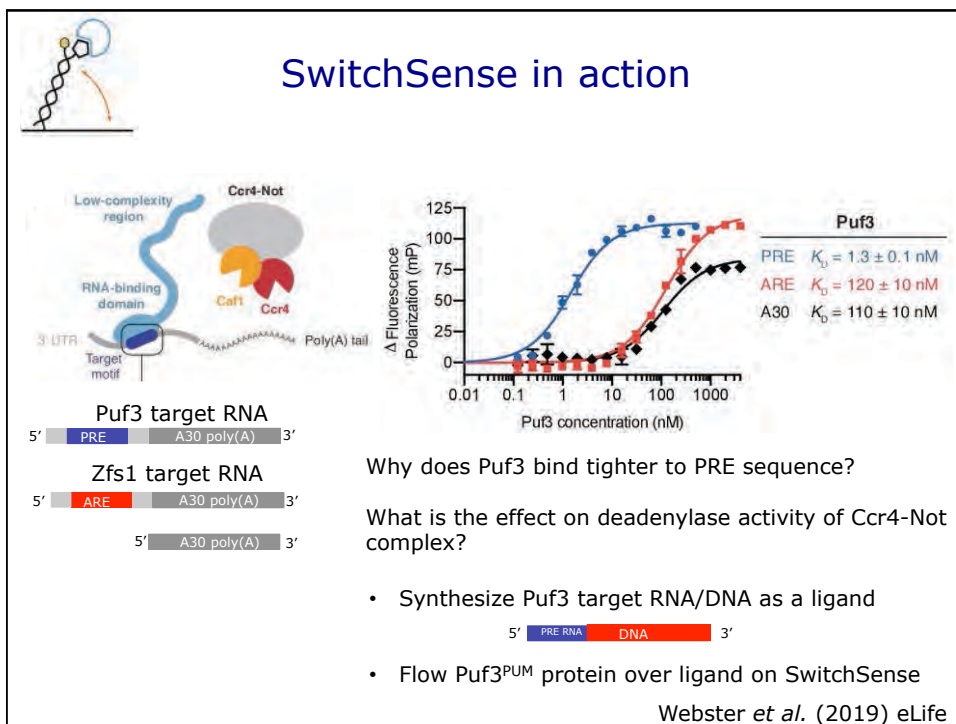 SwitchSense in action
Low-complexity
region
Ccr4-Not
RNA-binding
domain
Caf1
Ccr4
3' UTR
Poly(A) tail
Target
motif
Δ Fluorescence
Polarization (mP)
125
100
75
50
25
0
0.01 0.1 1 10 100 1000
Puf3 concentration (nM)
Puf3
PRE K_D = 1.3 ± 0.1 nM
ARE K_D = 120 ± 10 nM
A30 K_D = 110 ± 10 nM
Puf3 target RNA
5′ PRE A30 poly(A) 3′
Zfs1 target RNA
5′ ARE A30 poly(A) 3′
5′ A30 poly(A) 3′
Why does Puf3 bind tighter to PRE sequence?
What is the effect on deadenylase activity of Ccr4-Not
complex?
• Synthesize Puf3 target RNA/DNA as a ligand
5′ PRE RNA DNA 3′
• Flow Puf3ᴾᵁᴹ protein over ligand on SwitchSense
Webster et al. (2019) eLife